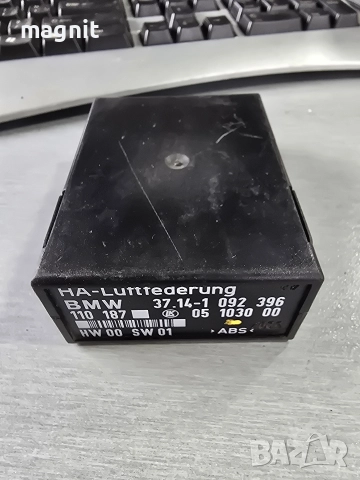 magnit
HA-Luftfederung
BMW 37.14-1 092 396
110 187 05 1030 00
HW 00 SW 01 >ABS<
BAZAR